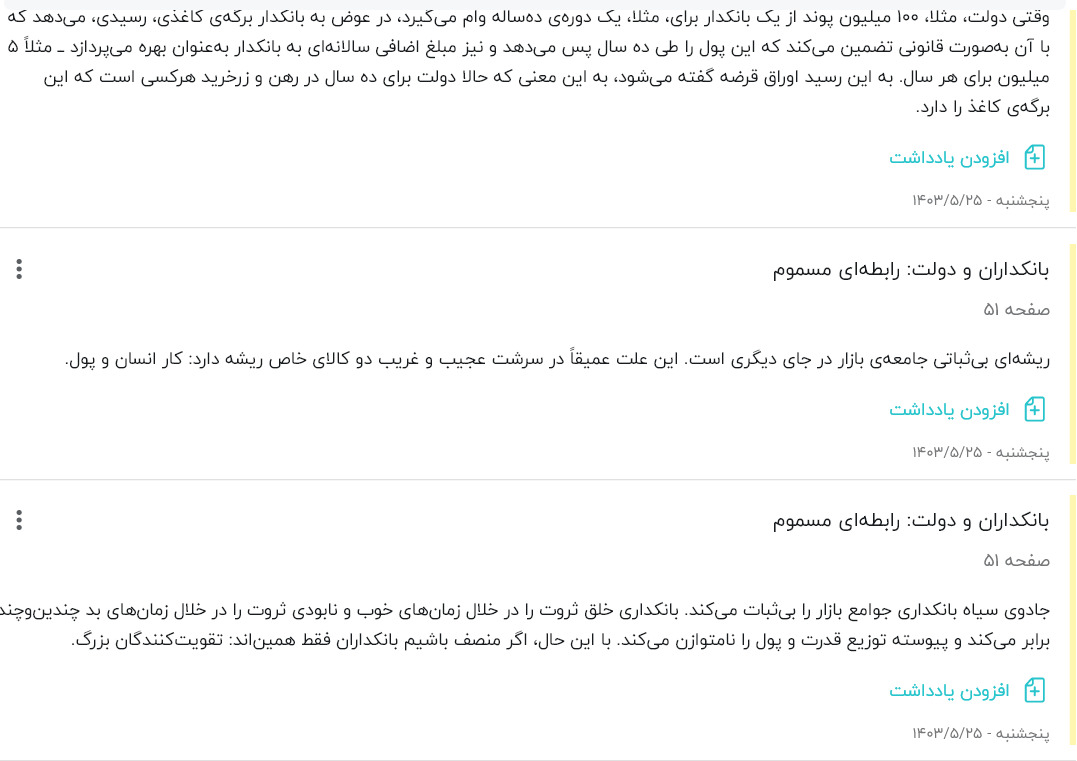 وقتی دولت، مثلا، ۱۰۰ میلیون پوند از یک بانکدار برای، مثلا، یک دوره‌ی ده‌ساله وام می‌گیرد، در عوض به بانکدار برگه‌ی کاغذی، رسیدی، می‌دهد که
با آن به‌صورت قانونی تضمین می‌کند که این پول را طی ده سال پس می‌دهد و نیز مبلغ اضافی سالانه‌ای به بانکدار به‌عنوان بهره می‌پردازد ــ مثلاً ۵
میلیون برای هر سال. به این رسید اوراق قرضه گفته می‌شود، به این معنی که حالا دولت برای ده سال در رهن و زرخرید هرکسی است که این
برگه‌ی کاغذ را دارد.
افزودن یادداشت
پنجشنبه - ۱۴۰۳/۵/۲۵
بانکداران و دولت: رابطه‌ای مسموم
صفحه ۵۱
ریشه‌ای بی‌ثباتی جامعه‌ی بازار در جای دیگری است. این علت عمیقاً در سرشت عجیب و غریب دو کالای خاص ریشه دارد: کار انسان و پول.
افزودن یادداشت
پنجشنبه - ۱۴۰۳/۵/۲۵
بانکداران و دولت: رابطه‌ای مسموم
صفحه ۵۱
جادوی سیاه بانکداری جوامع بازار را بی‌ثبات می‌کند. بانکداری خلق ثروت را در خلال زمان‌های خوب و نابودی ثروت را در خلال زمان‌های بد چندین‌وچند
برابر می‌کند و پیوسته توزیع قدرت و پول را نامتوازن می‌کند. با این حال، اگر منصف باشیم بانکداران فقط همین‌اند: تقویت‌کنندگان بزرگ.
افزودن یادداشت
پنجشنبه - ۱۴۰۳/۵/۲۵